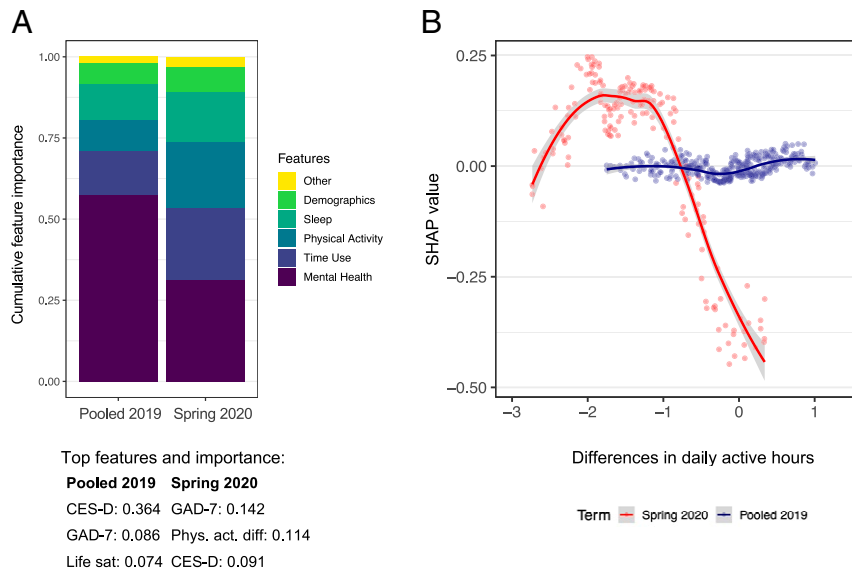 A
Cumulative feature importance
1.00
0.75
0.50
0.25
0.00
Pooled 2019 Spring 2020
Features
Other
Demographics
Sleep
Physical Activity
Time Use
Mental Health
Top features and importance:
Pooled 2019 Spring 2020
CES-D: 0.364 GAD-7: 0.142
GAD-7: 0.086 Phys. act. diff: 0.114
Life sat: 0.074 CES-D: 0.091
B
SHAP value
0.25
0.00
−0.25
−0.50
−3 −2 −1 0 1
Differences in daily active hours
Term Spring 2020 Pooled 2019